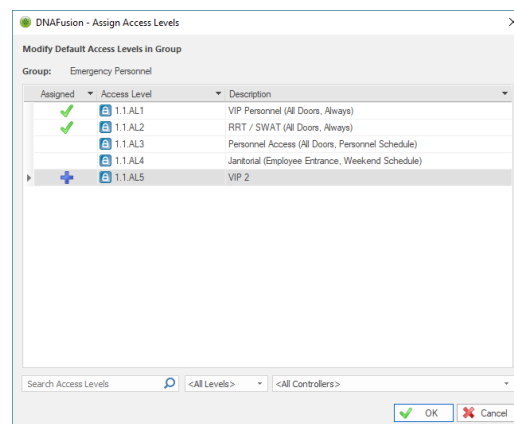 DNAFusion - Assign Access Levels
Modify Default Access Levels in Group
Group: Emergency Personnel
Assigned Access Level Description
1.1.AL1 VIP Personnel (All Doors, Always)
1.1.AL2 RRT / SWAT (All Doors, Always)
1.1.AL3 Personnel Access (All Doors, Personnel Schedule)
1.1.AL4 Janitorial (Employee Entrance, Weekend Schedule)
1.1.AL5 VIP 2
Search Access Levels <All Levels> <All Controllers>
OK Cancel